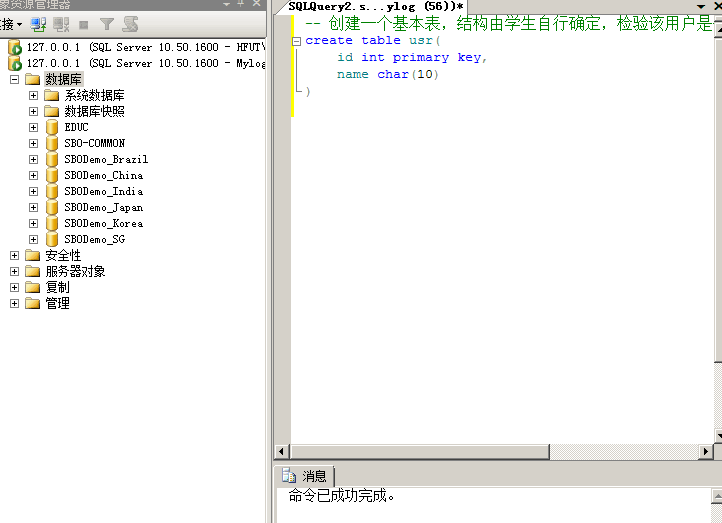 象资源管理器
连接
127.0.0.1 (SQL Server 10.50.1600 - HFUT\
127.0.0.1 (SQL Server 10.50.1600 - Mylog
数据库
系统数据库
数据库快照
EDUC
SBO-COMMON
SBODemo_Brazil
SBODemo_China
SBODemo_India
SBODemo_Japan
SBODemo_Korea
SBODemo_SG
安全性
服务器对象
复制
管理
SQLQuery2.s...ylog (56))*
-- 创建一个基本表，结构由学生自行确定，检验该用户是
create table usr(
id int primary key,
name char(10)
)
消息
命令已成功完成。